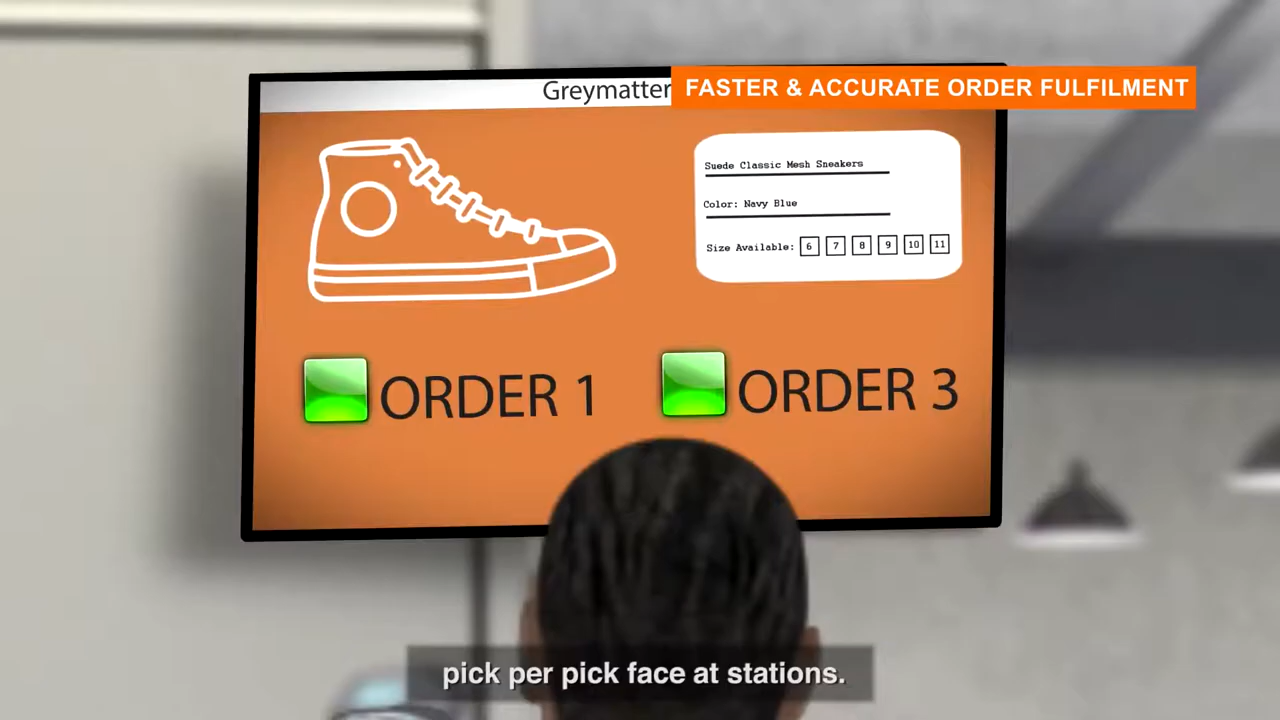 Greymatter
FASTER & ACCURATE ORDER FULFILMENT
Suede Classic Mesh Sneakers
Color: Navy Blue
Size Available: 6 7 8 9 10 11
ORDER 1
ORDER 3
pick per pick face at stations.